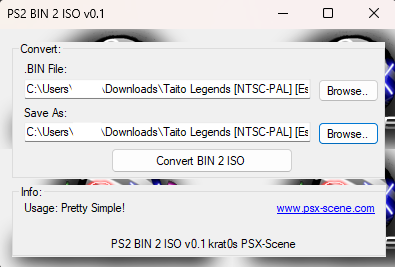 PS2 BIN 2 ISO v0.1
Convert:
.BIN File:
C:\Users\ \Downloads\Taito Legends [NTSC-PAL] [Es
Browse..
Save As:
C:\Users\ \Downloads\Taito Legends [NTSC-PAL] [Es
Browse..
Convert BIN 2 ISO
Info:
Usage: Pretty Simple!
www.psx-scene.com
PS2 BIN 2 ISO v0.1 krat0s PSX-Scene